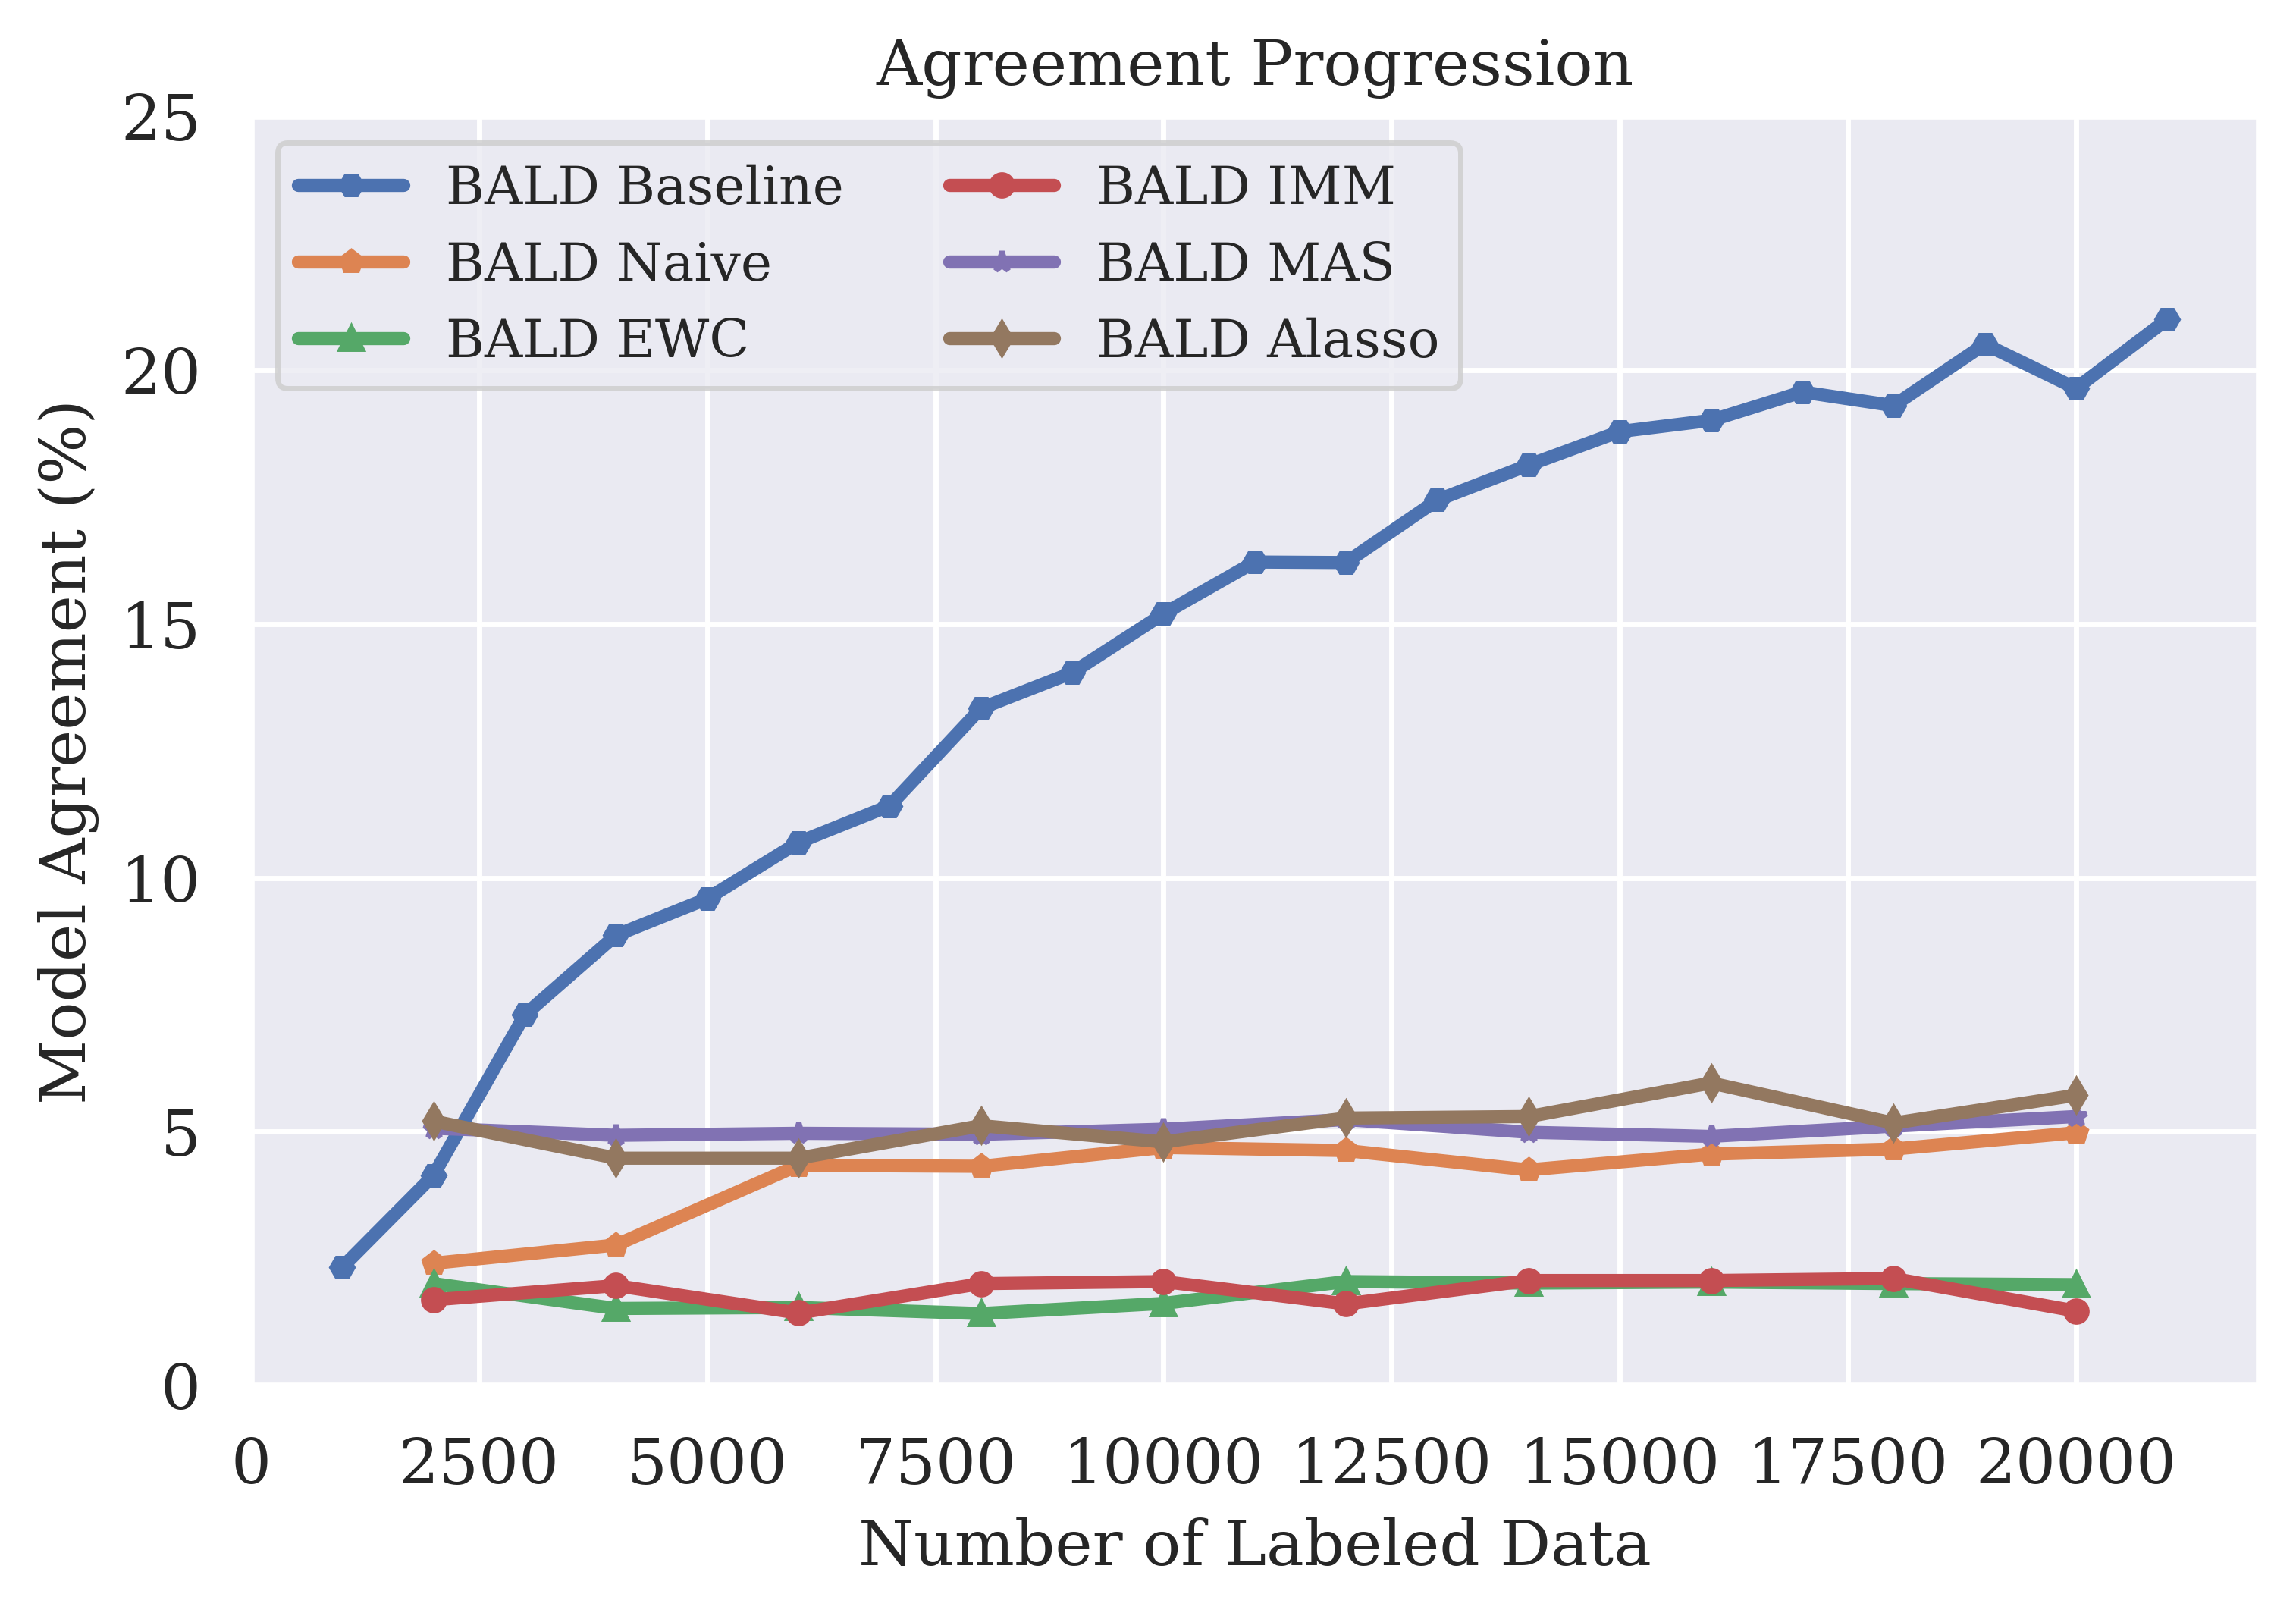 Agreement Progression
25
20
15
10
5
0
Model Agreement (%)
BALD Baseline
BALD Naive
BALD EWC
BALD IMM
BALD MAS
BALD Alasso
0 2500 5000 7500 10000 12500 15000 17500 20000
Number of Labeled Data